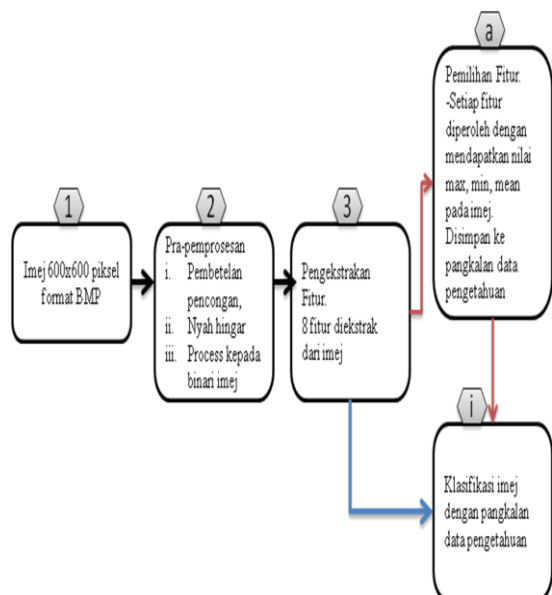 1
Imej 600x600 piksel
format BMP
2
Pra-pemprosesan
i. Pembetelan
pencongan,
ii. Nyah hingar
iii. Process kepada
binari imej
3
Pengekstrakan
Fitur.
8 fitur diekstrak
dari imej
a
Pemilihan Fitur.
-Setiap fitur
diperoleh dengan
mendapatkan nilai
max, min, mean
pada imej.
Disimpan ke
pangkalan data
pengetahuan
i
Klasifikasi imej
dengan pangkalan
data pengetahuan